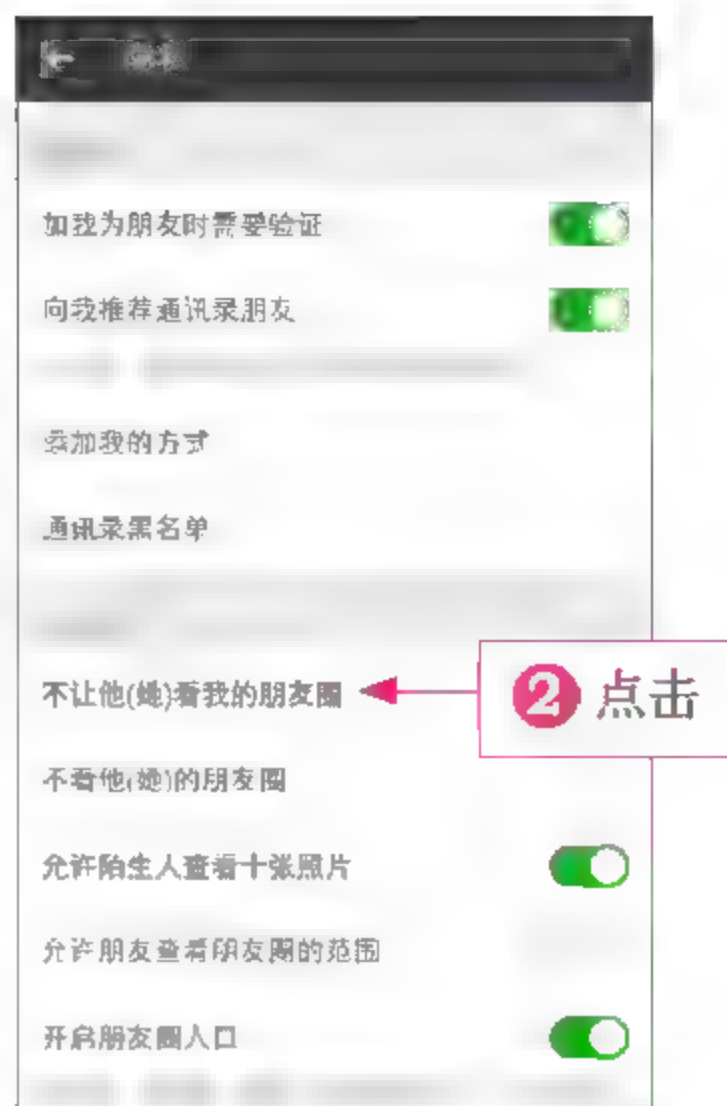 加我为朋友时需要验证
向我推荐通讯录朋友
添加我的方式
通讯录黑名单
不让他(她)看我的朋友圈
❷ 点击
不看他(她)的朋友圈
允许陌生人查看十张照片
允许朋友查看朋友圈的范围
开启朋友圈入口